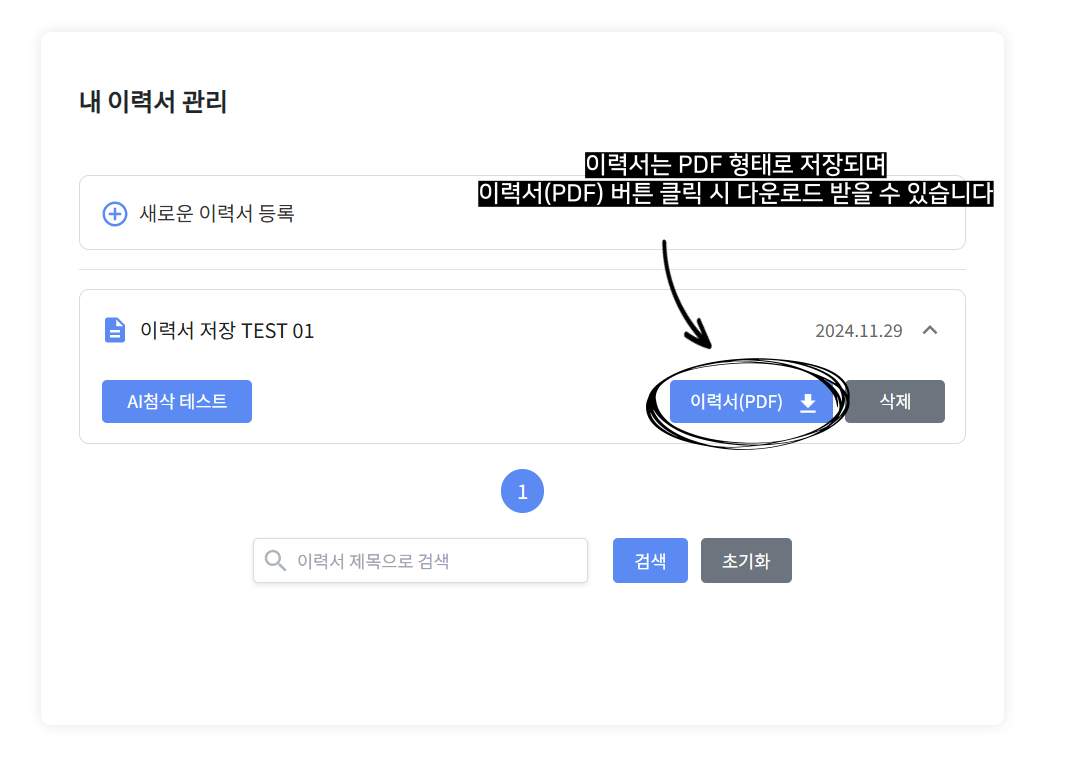 내 이력서 관리
이력서는 PDF 형태로 저장되며
이력서(PDF) 버튼 클릭 시 다운로드 받을 수 있습니다
새로운 이력서 등록
이력서 저장 TEST 01
2024.11.29
AI첨삭 테스트
이력서(PDF)
삭제
1
이력서 제목으로 검색
검색
초기화